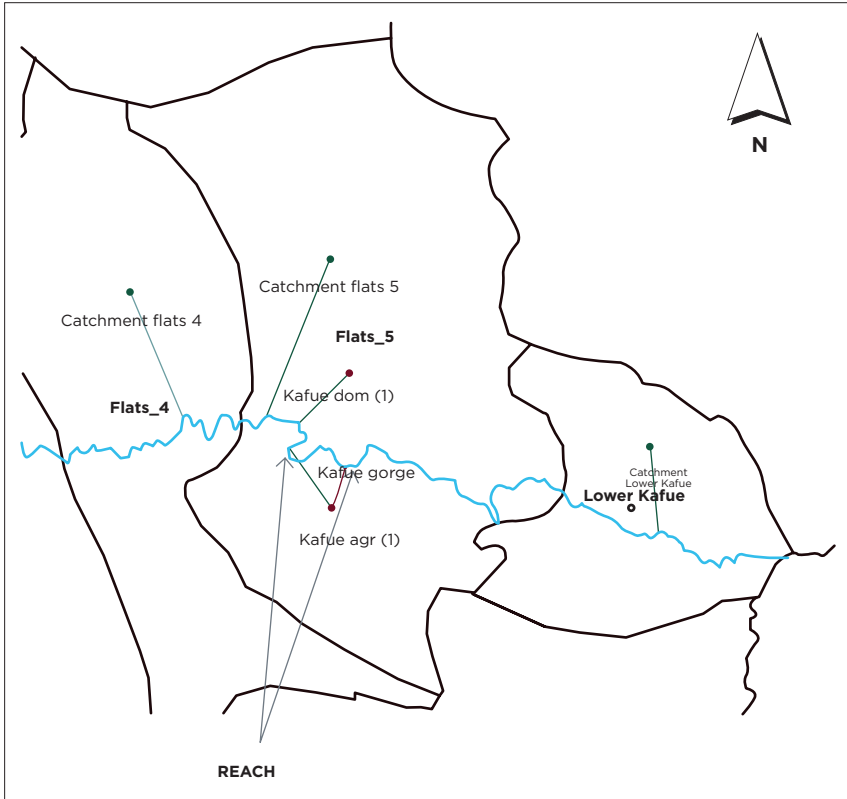 N
Catchment flats 5
Catchment flats 4
Flats_5
Kafue dom (1)
Flats_4
Kafue gorge
Catchment
Lower Kafue
Lower Kafue
Kafue agr (1)
REACH